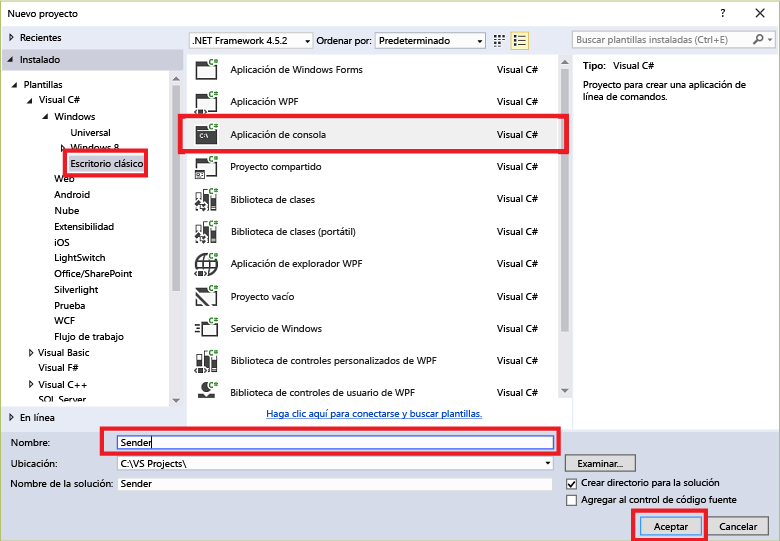 Nuevo proyecto
Recientes
.NET Framework 4.5.2 Ordenar por: Predeterminado
Buscar plantillas instaladas (Ctrl+E)
Instalado
Plantillas
Visual C#
Windows
Universal
Windows 8
Escritorio clásico
Web
Android
Nube
Extensibilidad
iOS
LightSwitch
Office/SharePoint
Silverlight
Prueba
WCF
Flujo de trabajo
Visual Basic
Visual F#
Visual C++
SQL Server
En línea
Aplicación de Windows Forms Visual C#
Aplicación WPF Visual C#
Aplicación de consola Visual C#
Proyecto compartido Visual C#
Biblioteca de clases Visual C#
Biblioteca de clases (portátil) Visual C#
Aplicación de explorador WPF Visual C#
Proyecto vacío Visual C#
Servicio de Windows Visual C#
Biblioteca de controles personalizados de WPF Visual C#
Biblioteca de controles de usuario de WPF Visual C#
Haga clic aquí para conectarse y buscar plantillas.
Tipo: Visual C#
Proyecto para crear una aplicación de
línea de comandos.
Nombre: Sender
Ubicación: C:\VS Projects\ Examinar...
Nombre de la solución: Sender
Crear directorio para la solución
Agregar al control de código fuente
Aceptar Cancelar